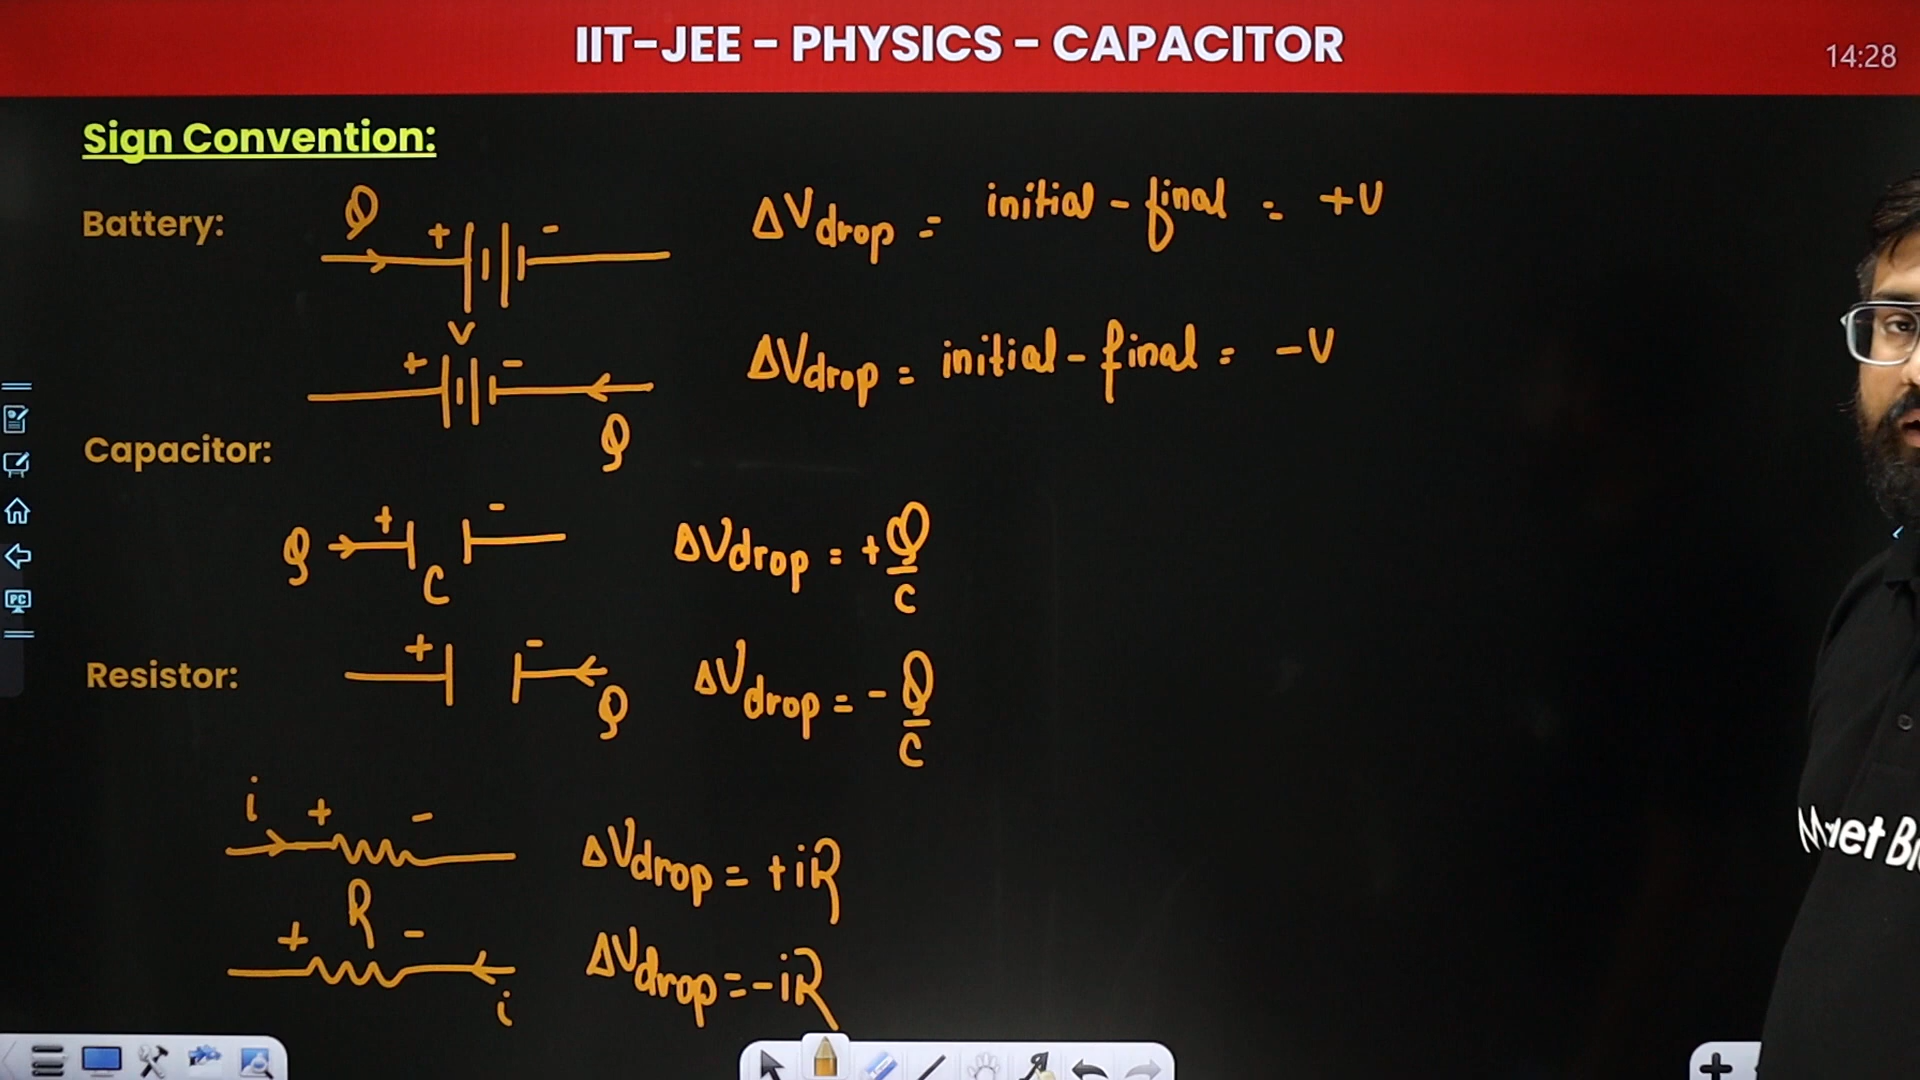 IIT-JEE - PHYSICS - CAPACITOR
14:28
Sign Convention:
Battery:
Q
+ -
ΔVdrop = initial - final = +V
V
+ -
ΔVdrop = initial - final = -V
Q
Capacitor:
Q + -
C
ΔVdrop = +Q/C
Resistor:
+ -
Q
ΔVdrop = -Q/C
i + -
R
ΔVdrop = +iR
+ -
i
ΔVdrop = -iR
PC